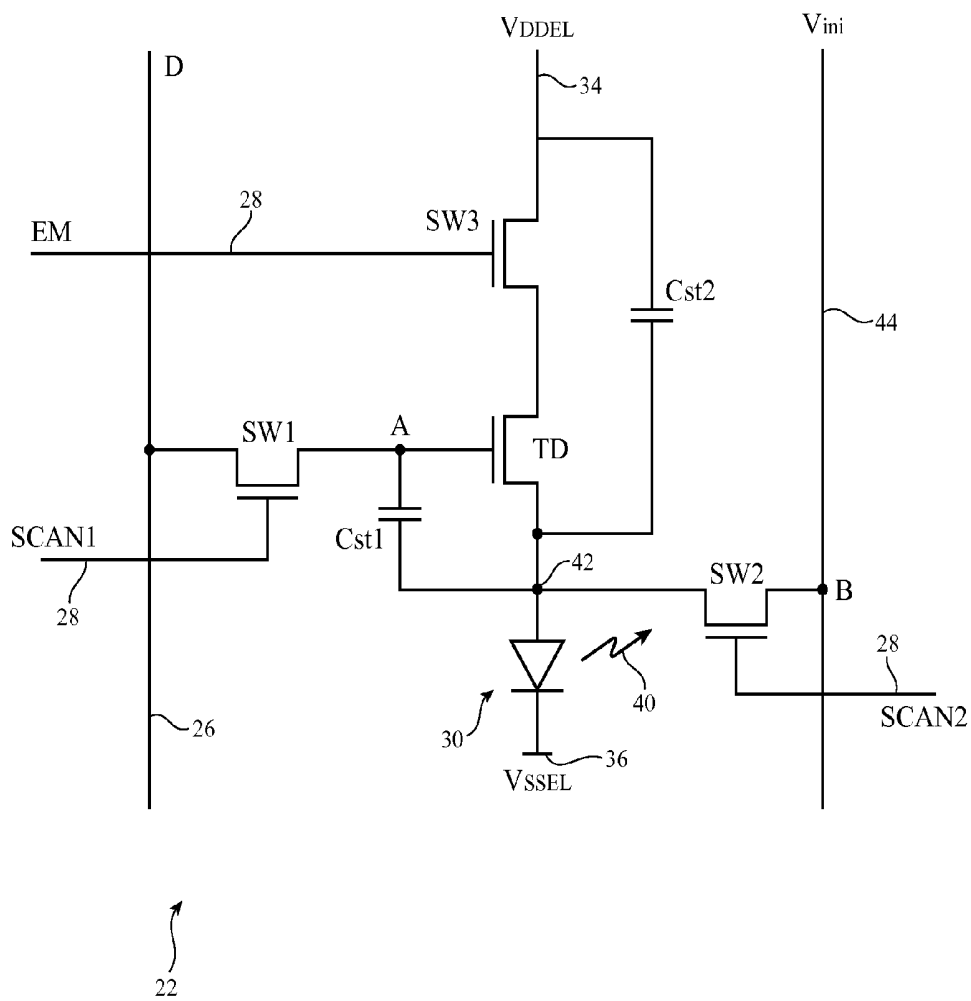 VDDEL
Vini
D
34
28
SW3
EM
Cst2
44
SW1
A
TD
SCAN1
Cst1
42
SW2
B
28
40
28
SCAN2
26
30
36
VSSEL
22